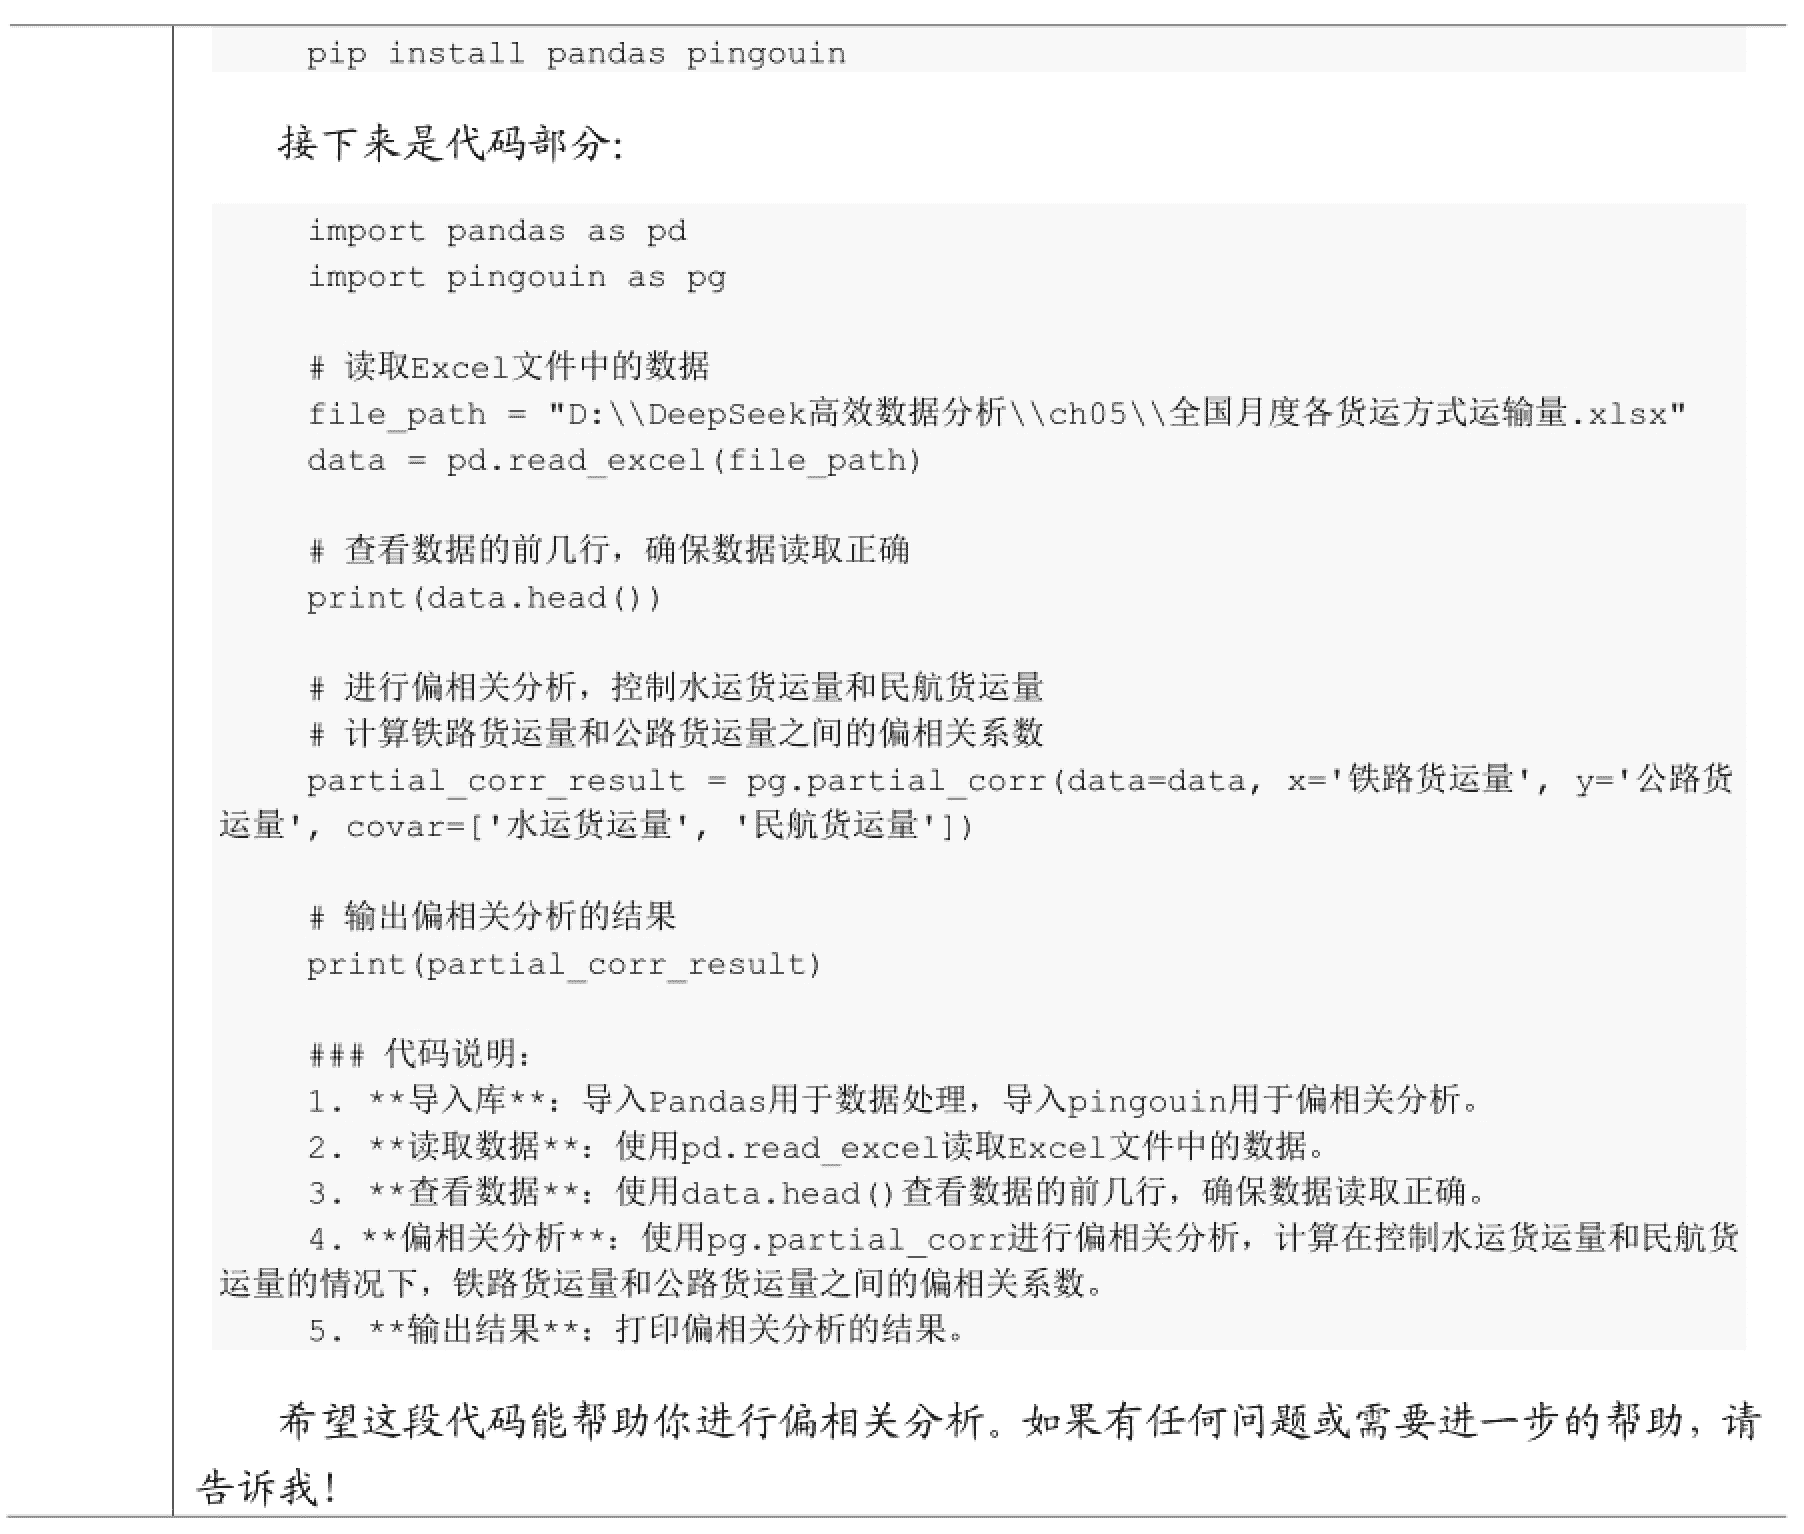 pip install pandas pingouin
接下来是代码部分：
import pandas as pd
import pingouin as pg
# 读取Excel文件中的数据
file_path = "D:\\DeepSeek高效数据分析\\ch05\\全国月度各货运方式运输量.xlsx"
data = pd.read_excel(file_path)
# 查看数据的前几行，确保数据读取正确
print(data.head())
# 进行偏相关分析，控制水运货运量和民航货运量
# 计算铁路货运量和公路货运量之间的偏相关系数
partial_corr_result = pg.partial_corr(data=data, x='铁路货运量', y='公路货
运量', covar=['水运货运量', '民航货运量'])
# 输出偏相关分析的结果
print(partial_corr_result)
### 代码说明：
1. **导入库**：导入Pandas用于数据处理，导入pingouin用于偏相关分析。
2. **读取数据**：使用pd.read_excel读取Excel文件中的数据。
3. **查看数据**：使用data.head()查看数据的前几行，确保数据读取正确。
4. **偏相关分析**：使用pg.partial_corr进行偏相关分析，计算在控制水运货运量和民航货
运量的情况下，铁路货运量和公路货运量之间的偏相关系数。
5. **输出结果**：打印偏相关分析的结果。
希望这段代码能帮助你进行偏相关分析。如果有任何问题或需要进一步的帮助，请
告诉我！